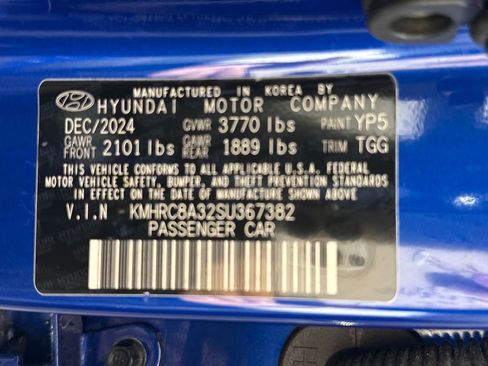 MANUFACTURED IN KOREA BY
HYUNDAI MOTOR COMPANY
DEC/2024 GVWR 3770 lbs PAINT YP5
GAWR FRONT 2101 lbs GAWR REAR 1889 lbs TRIM TGG
THIS VEHICLE CONFORMS TO ALL APPLICABLE U.S.A. FEDERAL
MOTOR VEHICLE SAFETY, BUMPER, AND THEFT PREVENTION STANDARDS
IN EFFECT ON THE DATE OF MANUFACTURE SHOWN ABOVE.
V.I.N KMHRC8A32SU367382
PASSENGER CAR